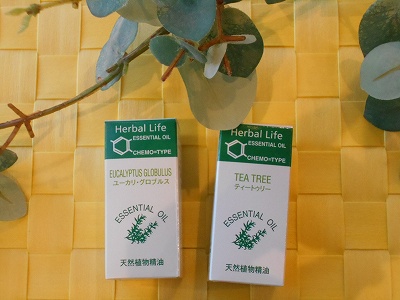 Herbal Life
ESSENTIAL OIL
CHEMO TYPE
EUCALYPTUS GLOBULUS
ユーカリ・グロブルス
ESSENTIAL OIL
天然植物精油
Herbal Life
ESSENTIAL OIL
CHEMO TYPE
TEA TREE
ティートゥリー
ESSENTIAL OIL
天然植物精油